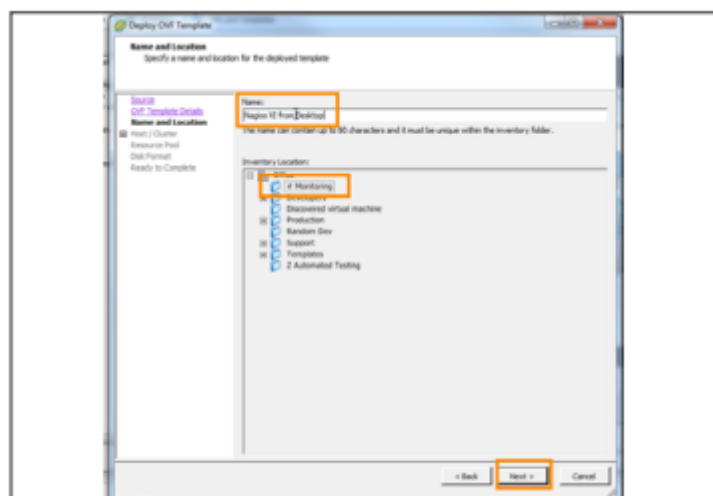 Deploy OVF Template
Name and Location
Specify a name and location for the deployed template
Source
OVF Template Details
Name and Location
Host / Cluster
Resource Pool
Disk Format
Ready to Complete
Name:
Nagios XI from Desktop
The name can contain up to 80 characters and it must be unique within the inventory folder.
Inventory Location:
# Monitoring
Developers
Discovered virtual machine
Production
Random Dev
Support
Templates
Z Automated Testing
< Back
Next >
Cancel